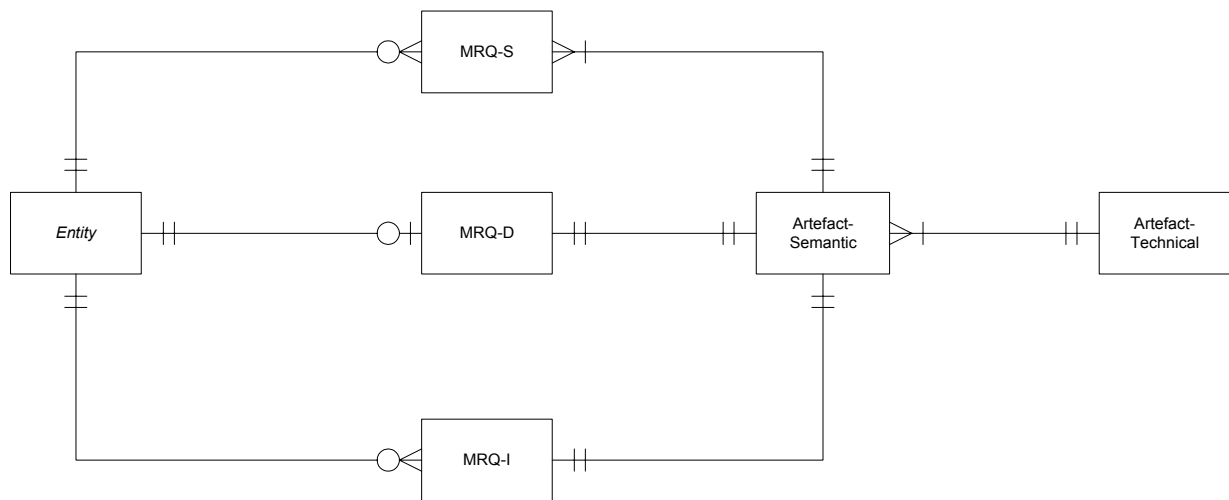 MRQ-S
Entity
MRQ-D
Artefact-
Semantic
Artefact-
Technical
MRQ-I